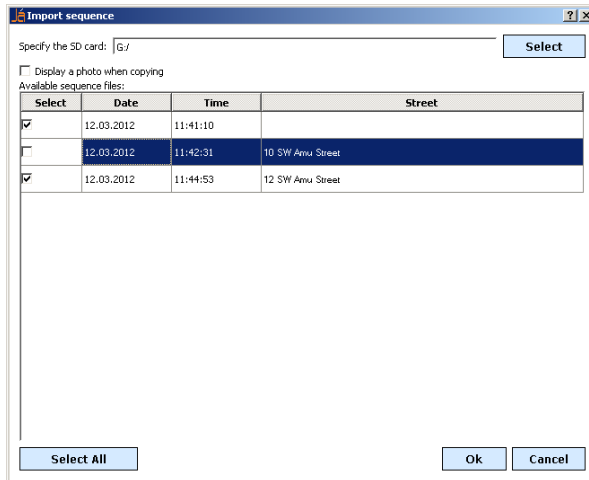 Import sequence
Specify the SD card: G:/ Select
Display a photo when copying
Available sequence files:
Select Date Time Street
12.03.2012 11:41:10
12.03.2012 11:42:31 10 SW Amu Street
12.03.2012 11:44:53 12 SW Amu Street
Select All Ok Cancel